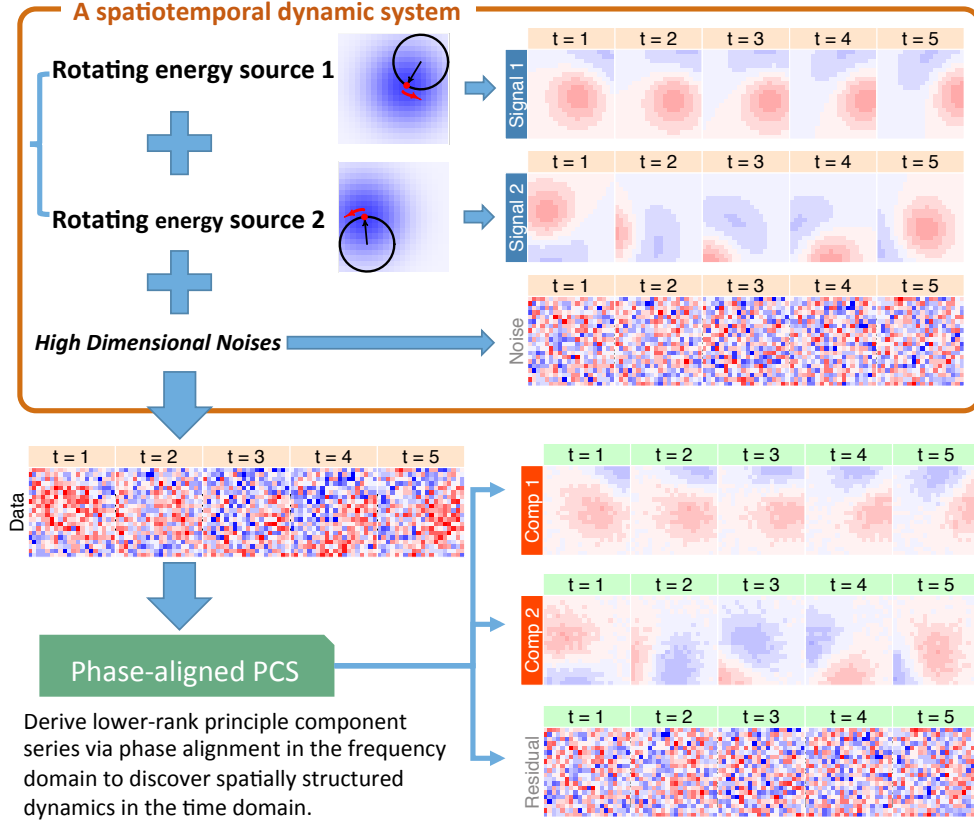 A spatiotemporal dynamic system
Rotating energy source 1
Signal 1
t = 1 t = 2 t = 3 t = 4 t = 5
Rotating energy source 2
Signal 2
t = 1 t = 2 t = 3 t = 4 t = 5
High Dimensional Noises
Noise
t = 1 t = 2 t = 3 t = 4 t = 5
Data
t = 1 t = 2 t = 3 t = 4 t = 5
Phase-aligned PCS
Derive lower-rank principle component
series via phase alignment in the frequency
domain to discover spatially structured
dynamics in the time domain.
Comp 1
t = 1 t = 2 t = 3 t = 4 t = 5
Comp 2
t = 1 t = 2 t = 3 t = 4 t = 5
Residual
t = 1 t = 2 t = 3 t = 4 t = 5